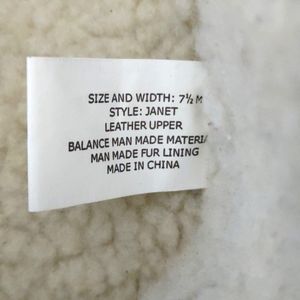 SIZE AND WIDTH: 7½ M
STYLE: JANET
LEATHER UPPER
BALANCE MAN MADE MATERIA
MAN MADE FUR LINING
MADE IN CHINA